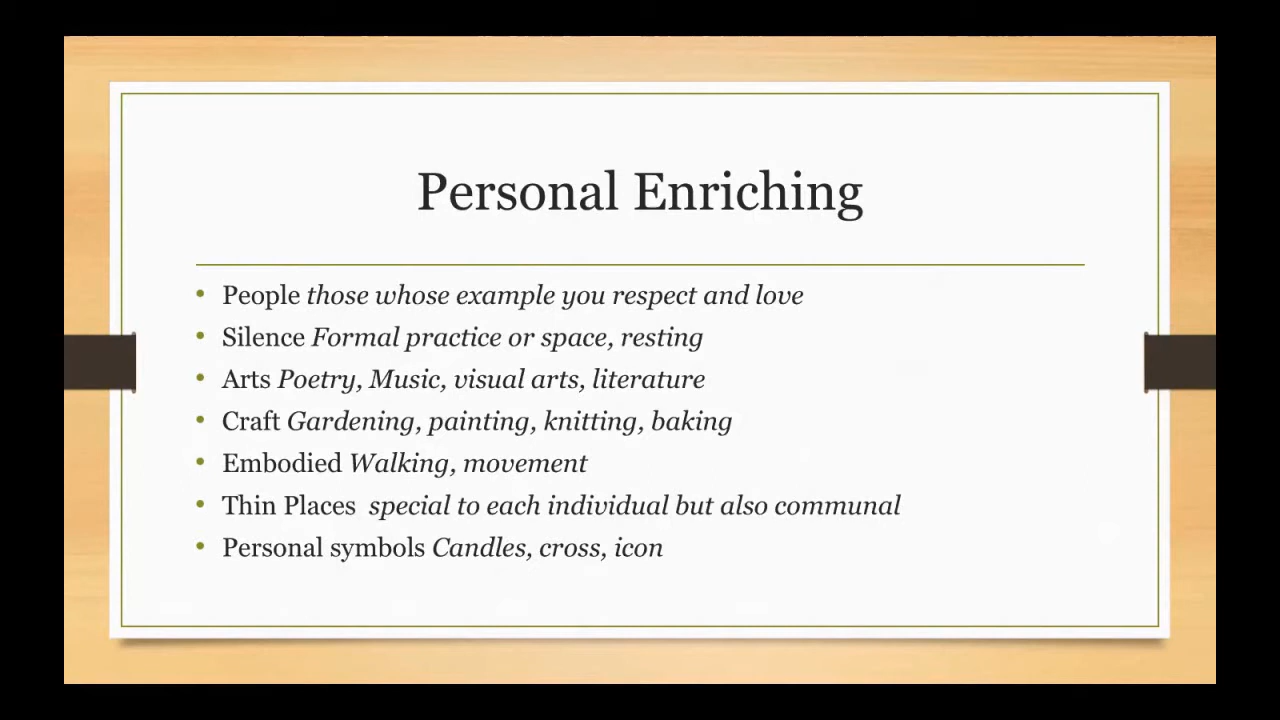 Personal Enriching
• People those whose example you respect and love
• Silence Formal practice or space, resting
• Arts Poetry, Music, visual arts, literature
• Craft Gardening, painting, knitting, baking
• Embodied Walking, movement
• Thin Places  special to each individual but also communal
• Personal symbols Candles, cross, icon